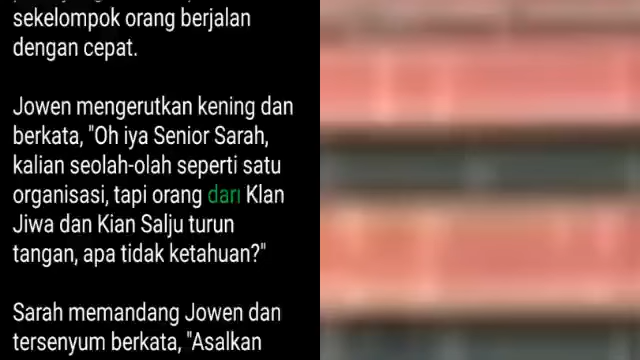 sekelompok orang berjalan
dengan cepat.
Jowen mengerutkan kening dan
berkata, "Oh iya Senior Sarah,
kalian seolah-olah seperti satu
organisasi, tapi orang dari Klan
Jiwa dan Kian Salju turun
tangan, apa tidak ketahuan?"
Sarah memandang Jowen dan
tersenyum berkata, "Asalkan